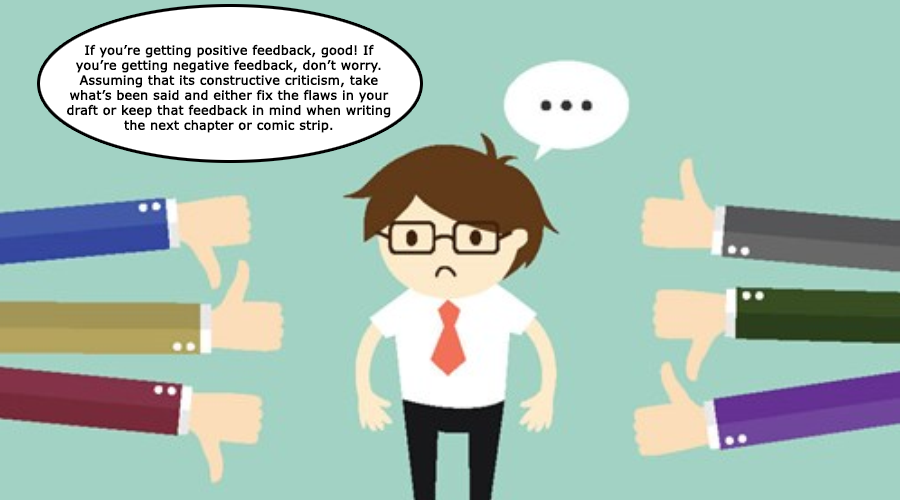 If you're getting positive feedback, good! If
you're getting negative feedback, don't worry.
Assuming that its constructive criticism, take
what's been said and either fix the flaws in your
draft or keep that feedback in mind when writing
the next chapter or comic strip.